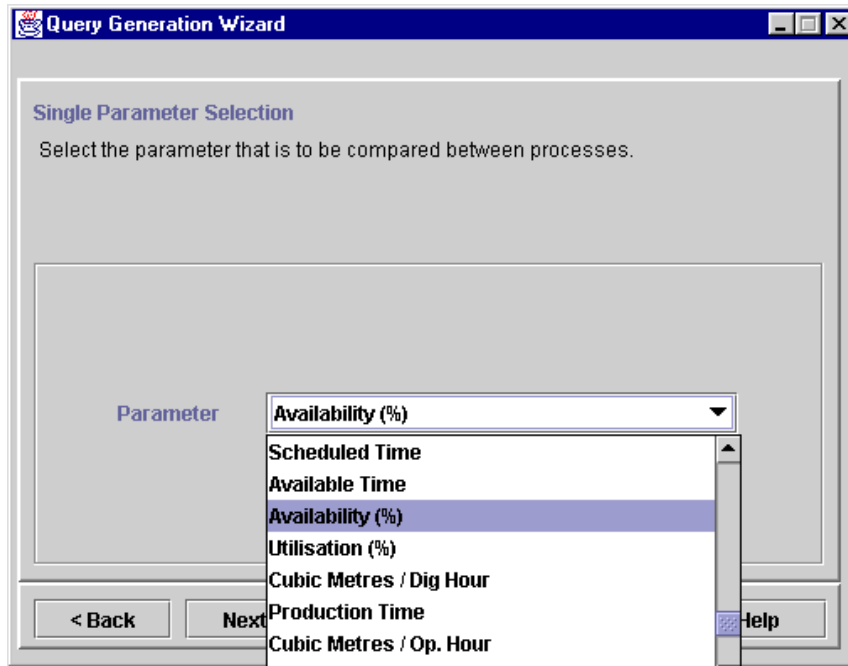 Query Generation Wizard
Single Parameter Selection
Select the parameter that is to be compared between processes.
Parameter
Availability (%)
Scheduled Time
Available Time
Availability (%)
Utilisation (%)
Cubic Metres / Dig Hour
Production Time
Cubic Metres / Op. Hour
< Back
Next
Help